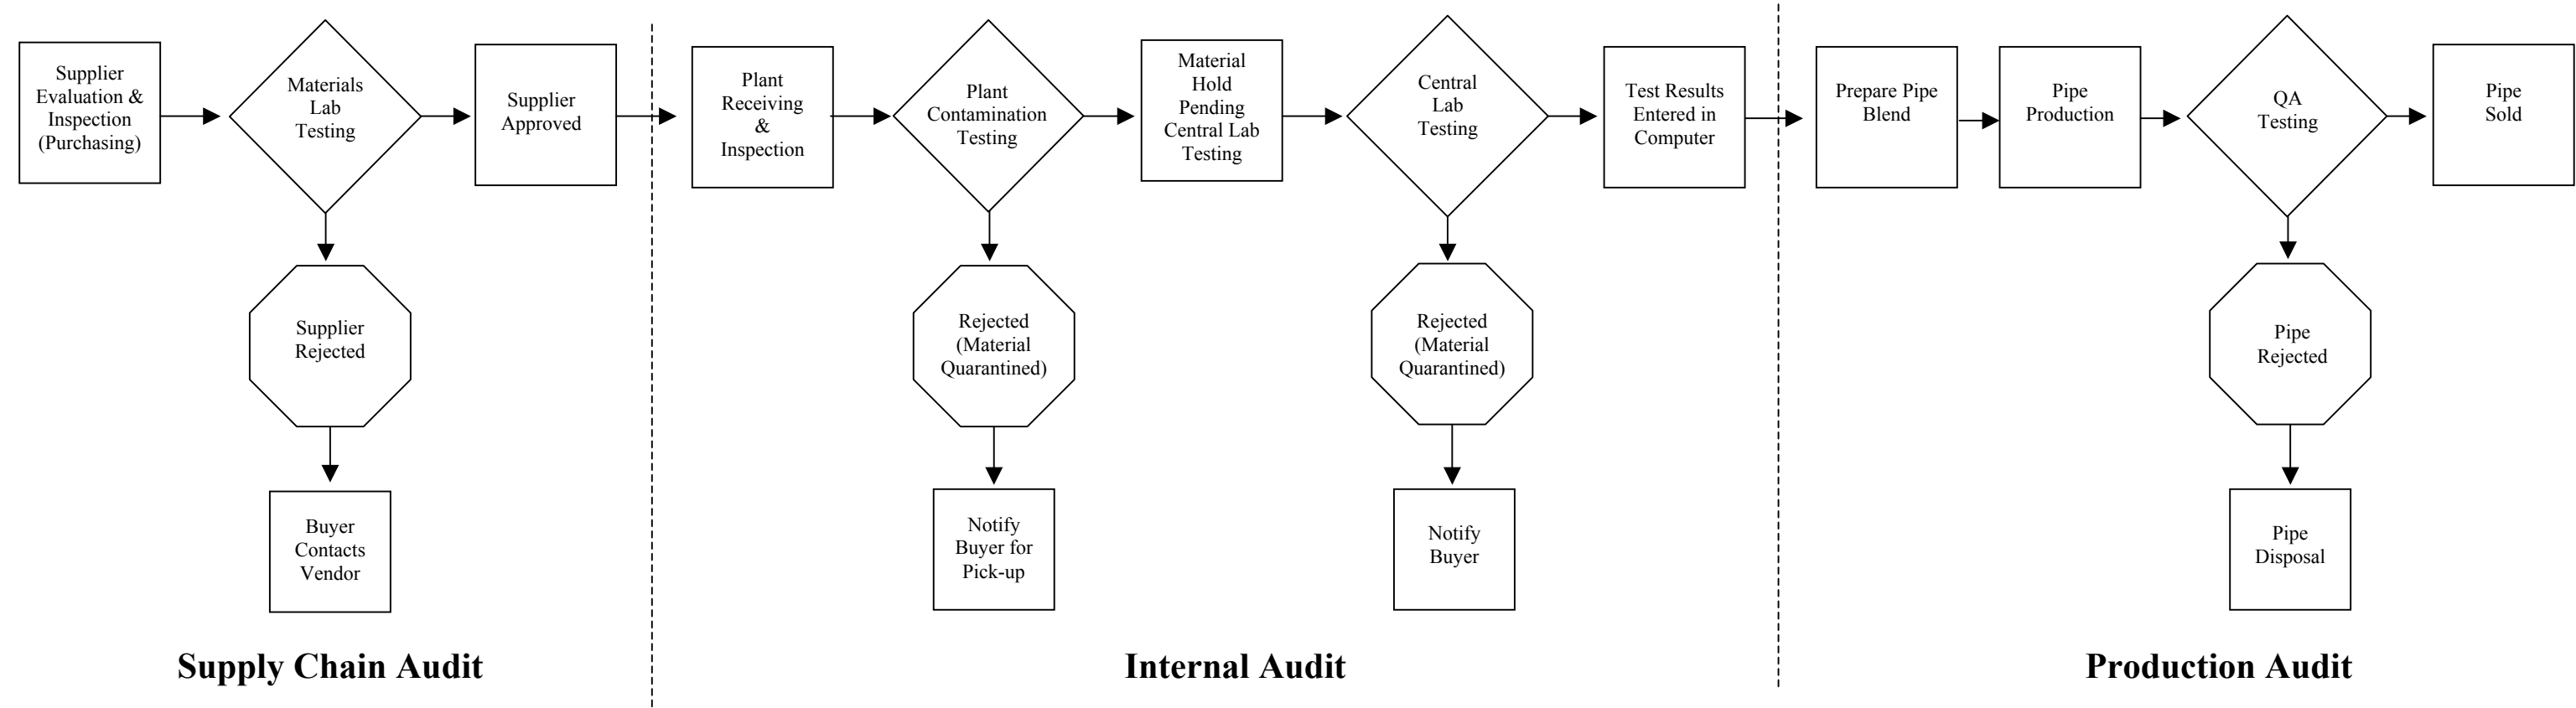 Supplier
Evaluation &
Inspection
(Purchasing)
Materials
Lab
Testing
Supplier
Approved
Supplier
Rejected
Buyer
Contacts
Vendor
Supply Chain Audit
Plant
Receiving
&
Inspection
Plant
Contamination
Testing
Material
Hold
Pending
Central Lab
Testing
Central
Lab
Testing
Test Results
Entered in
Computer
Rejected
(Material
Quarantined)
Rejected
(Material
Quarantined)
Notify
Buyer for
Pick-up
Notify
Buyer
Internal Audit
Prepare Pipe
Blend
Pipe
Production
QA
Testing
Pipe
Sold
Pipe
Rejected
Pipe
Disposal
Production Audit